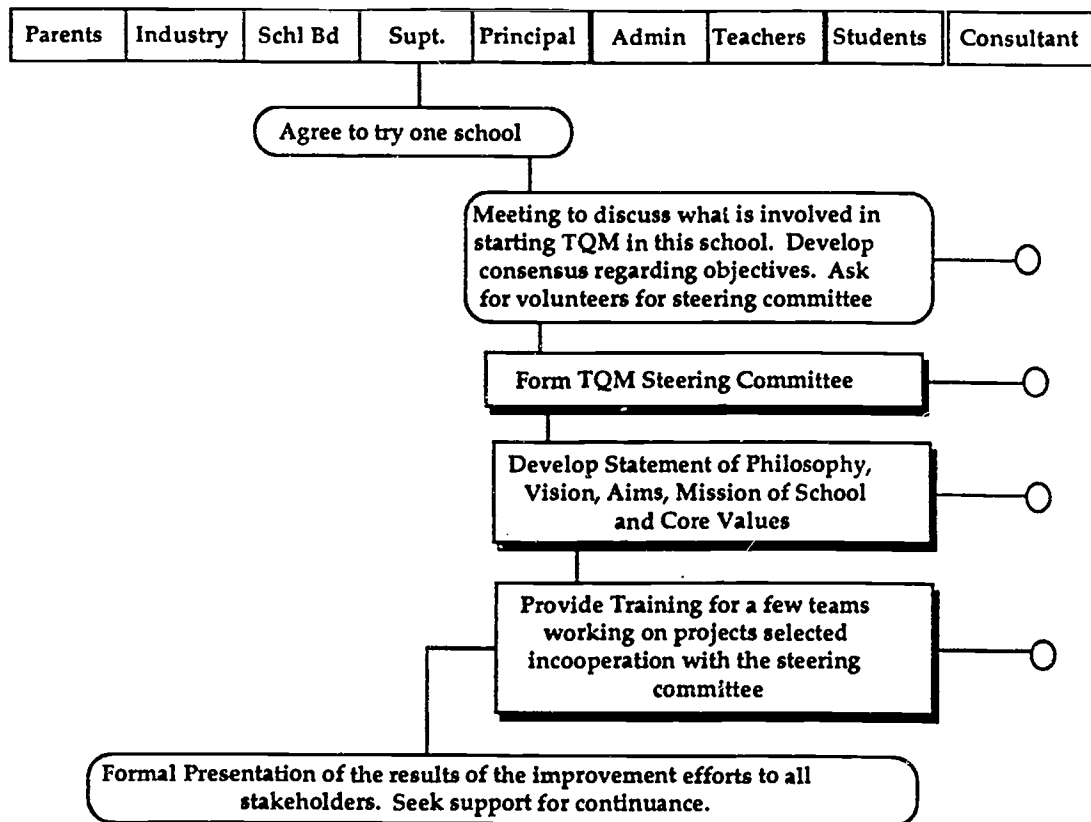 Parents Industry Schl Bd Supt. Principal Admin Teachers Students Consultant
Agree to try one school
Meeting to discuss what is involved in
starting TQM in this school. Develop
consensus regarding objectives. Ask
for volunteers for steering committee
Form TQM Steering Committee
Develop Statement of Philosophy,
Vision, Aims, Mission of School
and Core Values
Provide Training for a few teams
working on projects selected
incooperation with the steering
committee
Formal Presentation of the results of the improvement efforts to all
stakeholders. Seek support for continuance.